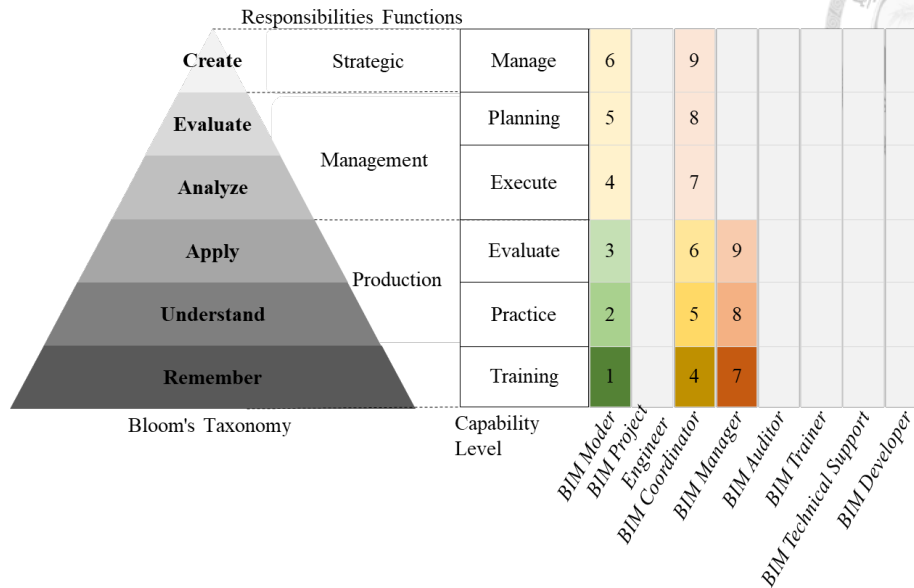 Responsibilities Functions
Create
Strategic
Manage
6
9
Evaluate
Management
Planning
5
8
Analyze
Execute
4
7
Apply
Production
Evaluate
3
6
9
Understand
Practice
2
5
8
Remember
Training
1
4
7
Bloom's Taxonomy
Capability
Level
BIM Moder
BIM Project
Engineer
BIM Coordinator
BIM Manager
BIM Auditor
BIM Trainer
BIM Technical Support
BIM Developer